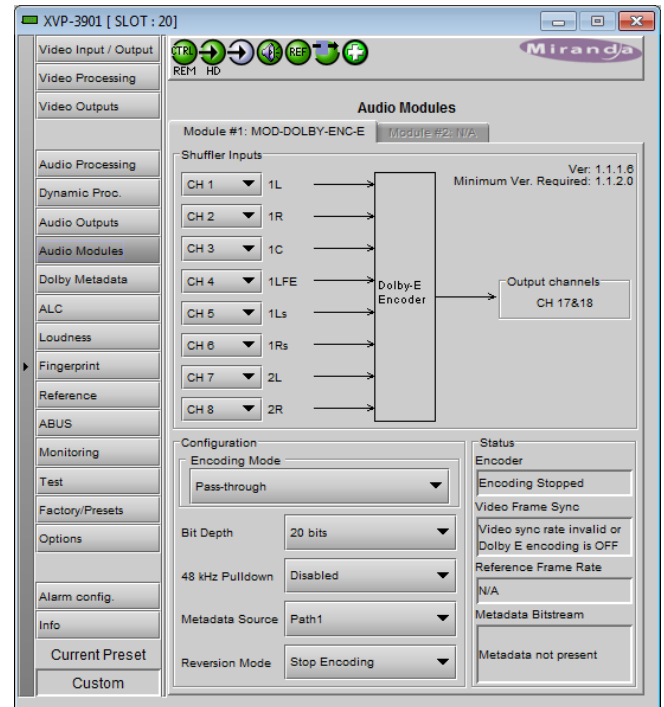 XVP-3901 [ SLOT : 20]
Video Input / Output
Video Processing
Video Outputs
Audio Processing
Dynamic Proc.
Audio Outputs
Audio Modules
Dolby Metadata
ALC
Loudness
Fingerprint
Reference
ABUS
Monitoring
Test
Factory/Presets
Options
Alarm config.
Info
Current Preset
Custom
CTRL
REF
REM HD
Miranda
Audio Modules
Module #1: MOD-DOLBY-ENC-E
Module #2: N/A
Shuffler Inputs
Ver: 1.1.1.6
Minimum Ver. Required: 1.1.2.0
CH 1 1L
CH 2 1R
CH 3 1C
CH 4 1LFE
CH 5 1Ls
CH 6 1Rs
CH 7 2L
CH 8 2R
Dolby-E
Encoder
Output channels
CH 17&18
Configuration
Encoding Mode
Pass-through
Bit Depth 20 bits
48 kHz Pulldown Disabled
Metadata Source Path1
Reversion Mode Stop Encoding
Status
Encoder
Encoding Stopped
Video Frame Sync
Video sync rate invalid or
Dolby E encoding is OFF
Reference Frame Rate
N/A
Metadata Bitstream
Metadata not present